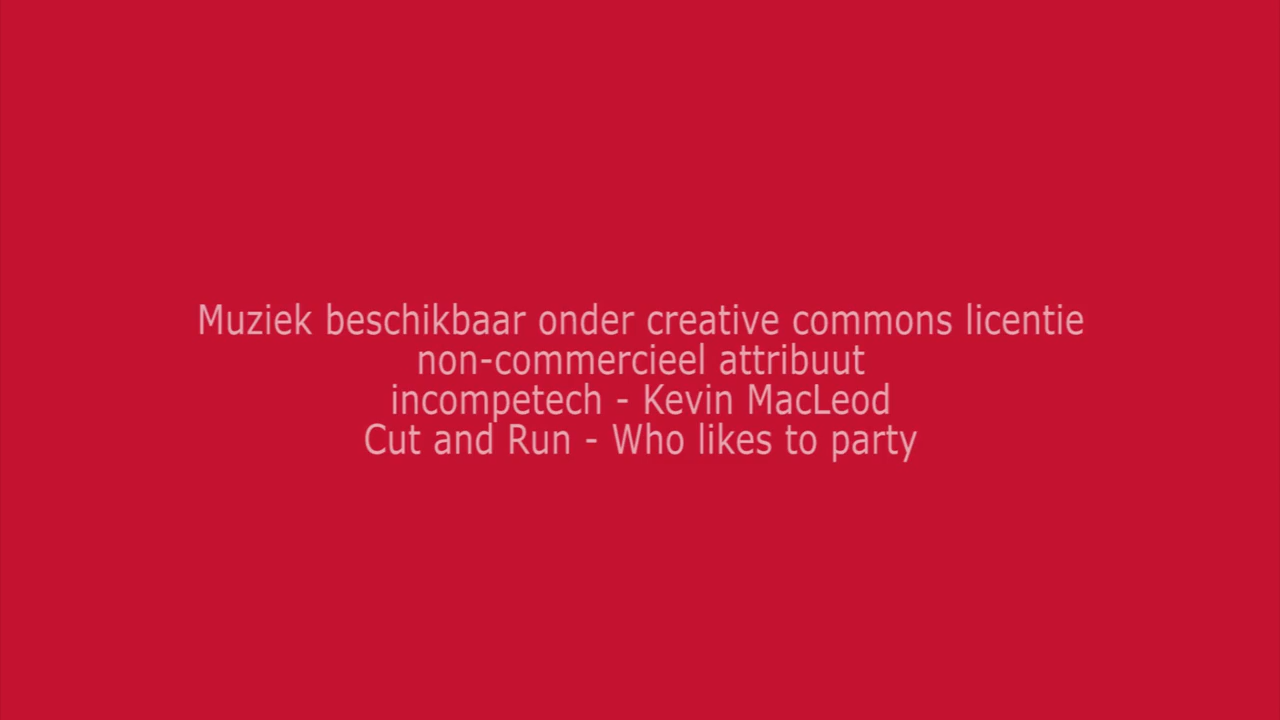 Muziek beschikbaar onder creative commons licentie
non-commercieel attribuut
incompetech - Kevin MacLeod
Cut and Run - Who likes to party